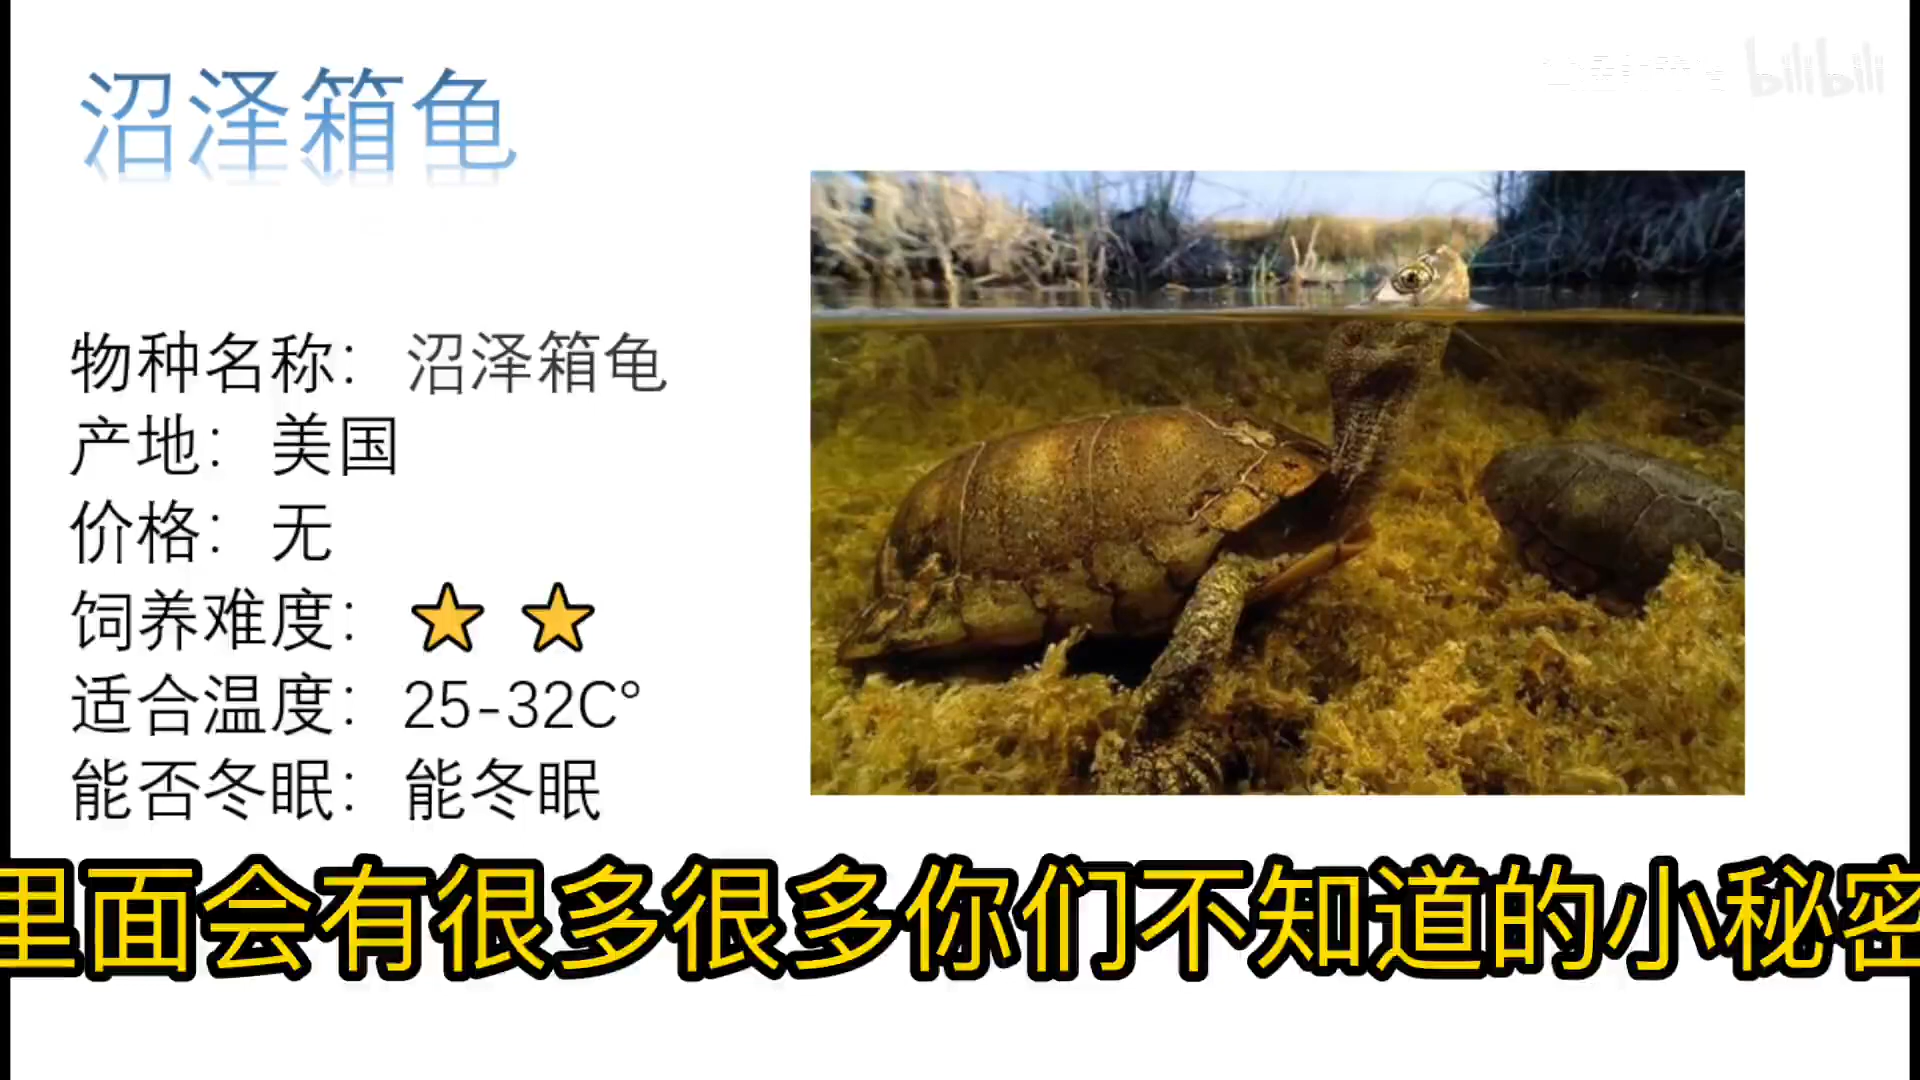 沼泽箱龟
bilibili
物种名称：沼泽箱龟
产地：美国
价格：无
饲养难度：⭐ ⭐
适合温度：25-32C°
能否冬眠：能冬眠
里面会有很多很多你们不知道的小秘密